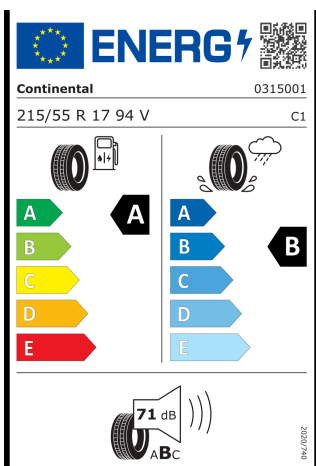 ENERG
Continental 0315001
215/55 R 17 94 V C1
A A
B
C
D
E
A
B B
C
D
E
71 dB
ABC
2020/740